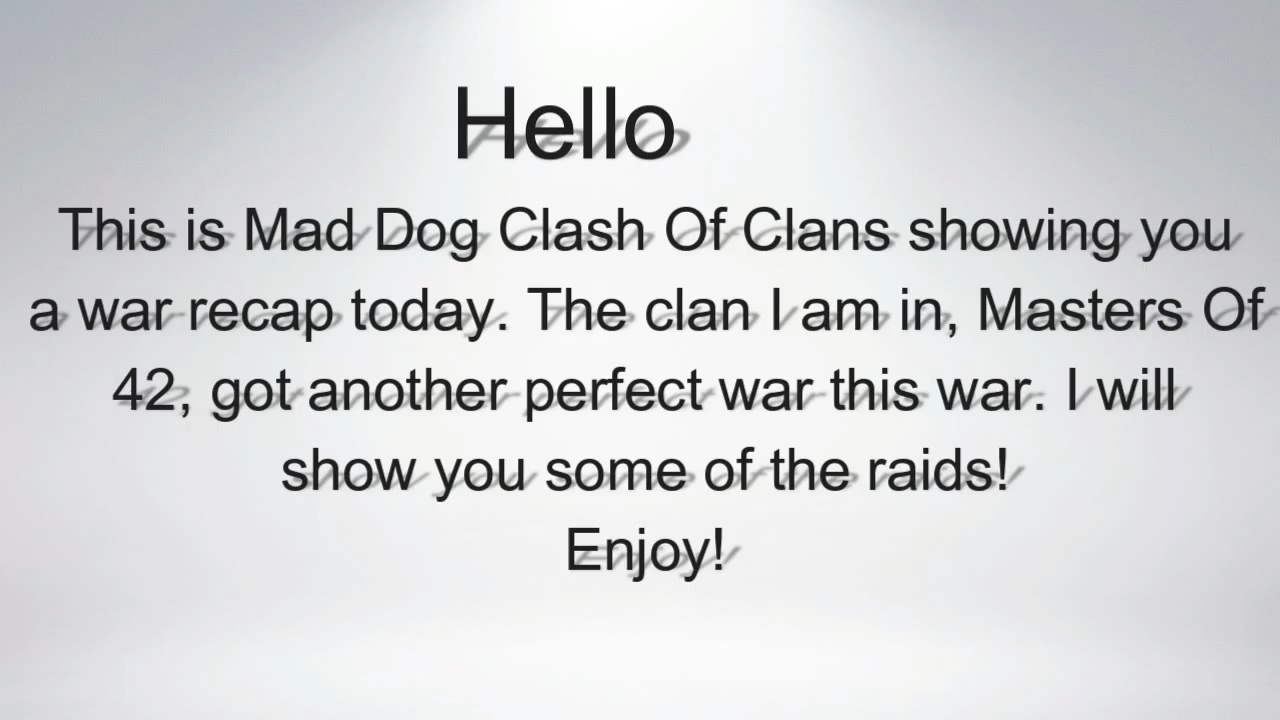 Hello
This is Mad Dog Clash Of Clans showing you
a war recap today. The clan I am in, Masters Of
42, got another perfect war this war. I will
show you some of the raids!
Enjoy!